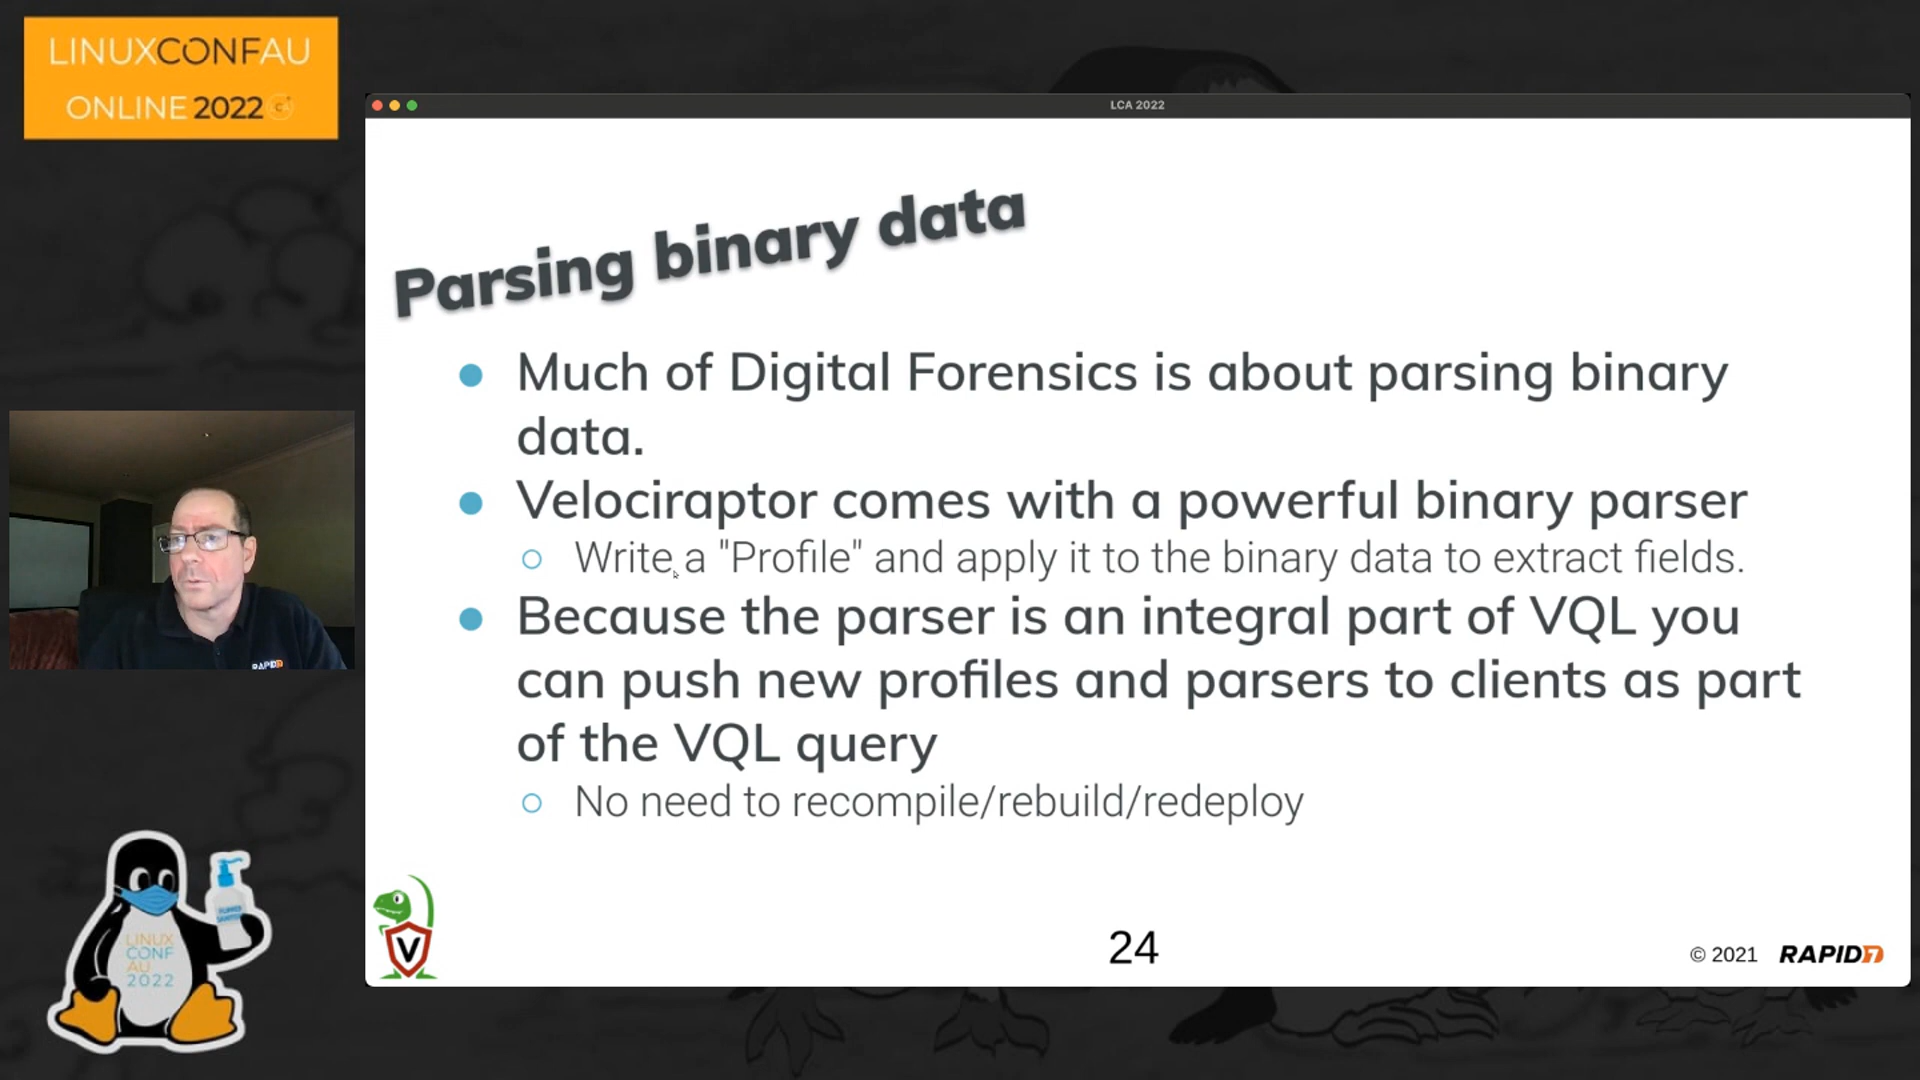 LINUXCONFAU
ONLINE 2022
LCA 2022
Parsing binary data
Much of Digital Forensics is about parsing binary
data.
Velociraptor comes with a powerful binary parser
Write a "Profile" and apply it to the binary data to extract fields.
Because the parser is an integral part of VQL you
can push new profiles and parsers to clients as part
of the VQL query
No need to recompile/rebuild/redeploy
V
24
© 2021 RAPID7
RAPID7
LINUX
CONF
AU
2022